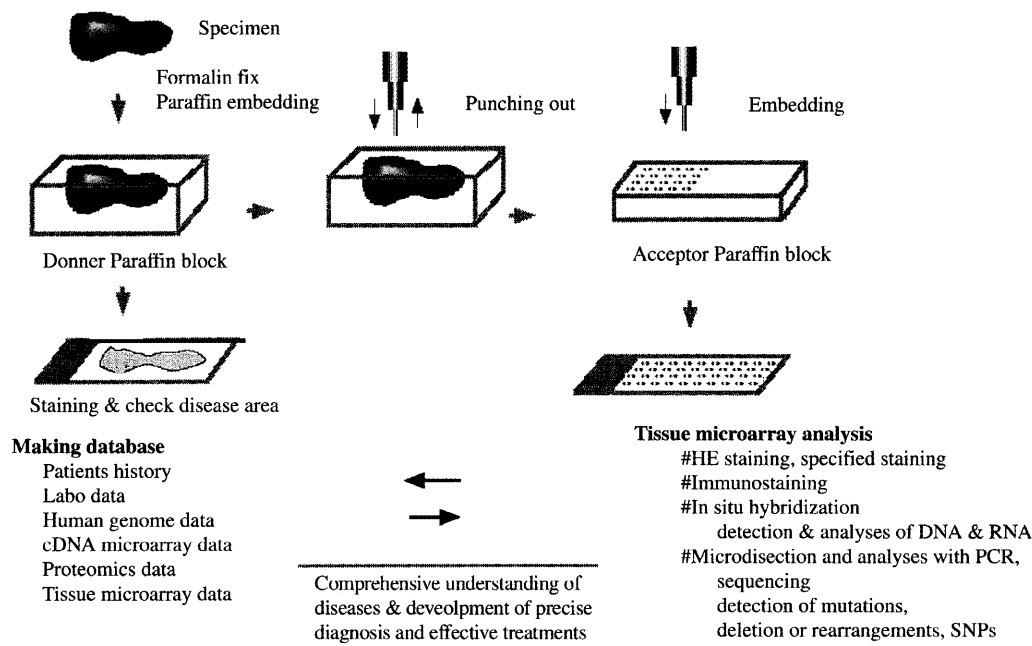 Specimen
Formalin fix
Paraffin embedding
Punching out
Embedding
Donner Paraffin block
Acceptor Paraffin block
Staining & check disease area
Making database
Patients history
Labo data
Human genome data
cDNA microarray data
Proteomics data
Tissue microarray data
Comprehensive understanding of
diseases & deveolpment of precise
diagnosis and effective treatments
Tissue microarray analysis
#HE staining, specified staining
#Immunostaining
#In situ hybridization
detection & analyses of DNA & RNA
#Microdisection and analyses with PCR,
sequencing
detection of mutations,
deletion or rearrangements, SNPs